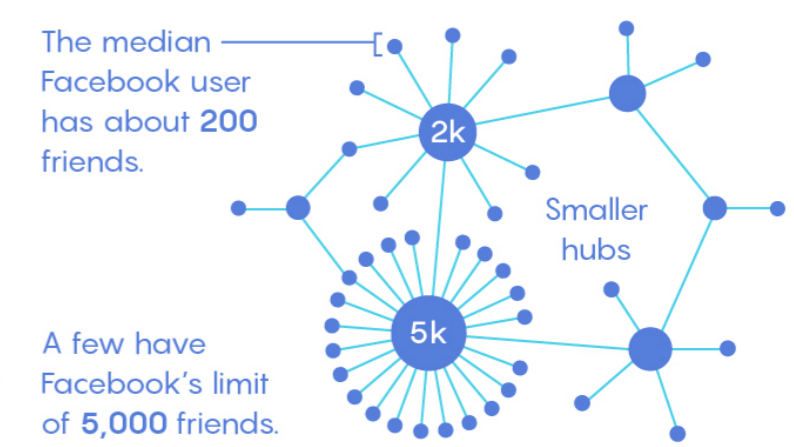 The median
Facebook user
has about 200
friends.
2k
Smaller
hubs
5k
A few have
Facebook’s limit
of 5,000 friends.